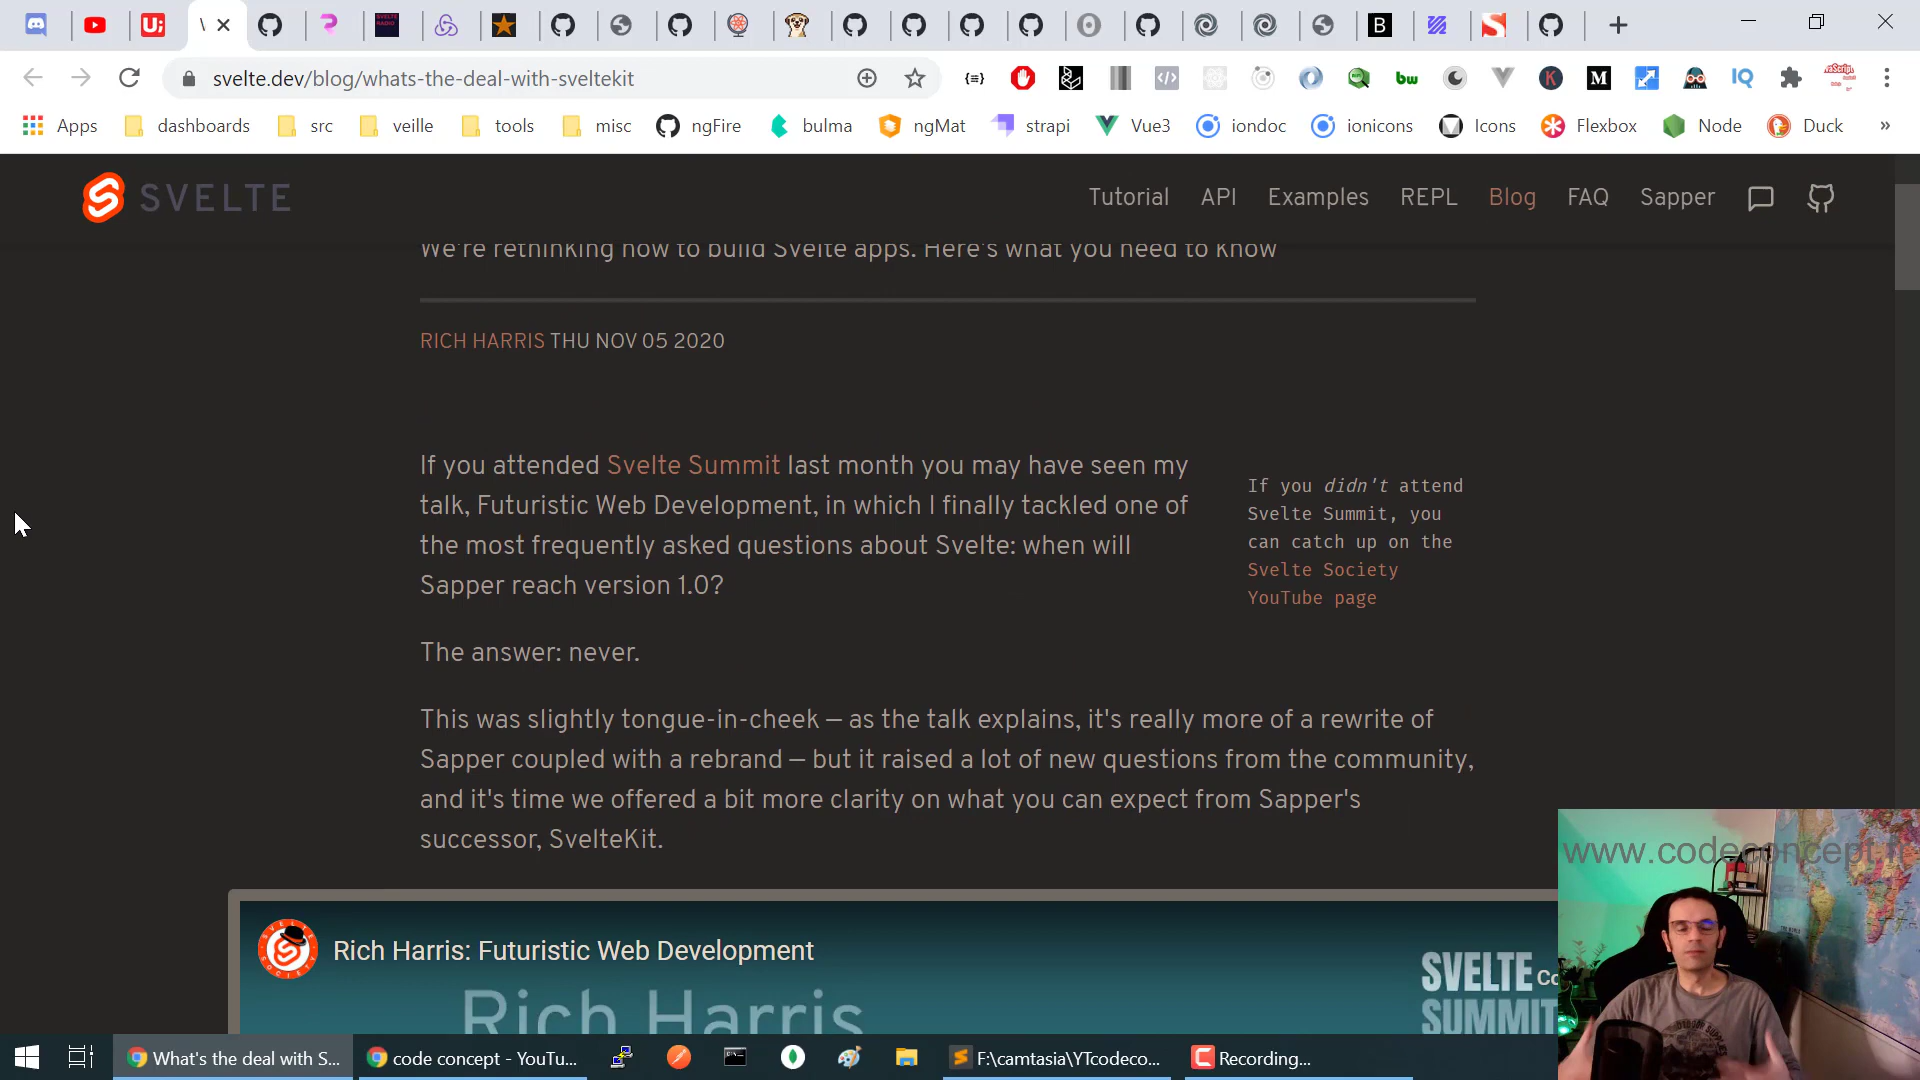 svelte.dev/blog/whats-the-deal-with-sveltekit
Apps dashboards src veille tools misc ngFire bulma ngMat strapi Vue3 iondoc ionicons Icons Flexbox Node Duck »
SVELTE Tutorial API Examples REPL Blog FAQ Sapper
We're rethinking how to build Svelte apps. Here's what you need to know
RICH HARRIS THU NOV 05 2020
If you attended Svelte Summit last month you may have seen my
talk, Futuristic Web Development, in which I finally tackled one of
the most frequently asked questions about Svelte: when will
Sapper reach version 1.0?
If you didn't attend
Svelte Summit, you
can catch up on the
Svelte Society
YouTube page
The answer: never.
This was slightly tongue-in-cheek — as the talk explains, it's really more of a rewrite of
Sapper coupled with a rebrand — but it raised a lot of new questions from the community,
and it's time we offered a bit more clarity on what you can expect from Sapper's
successor, SvelteKit.
www.codeconcept.fr
Rich Harris: Futuristic Web Development
Rich Harris
SVELTE Co
SUMMIT
What's the deal with S... code concept - YouTu... F:\camtasia\YTcodeco... Recording...